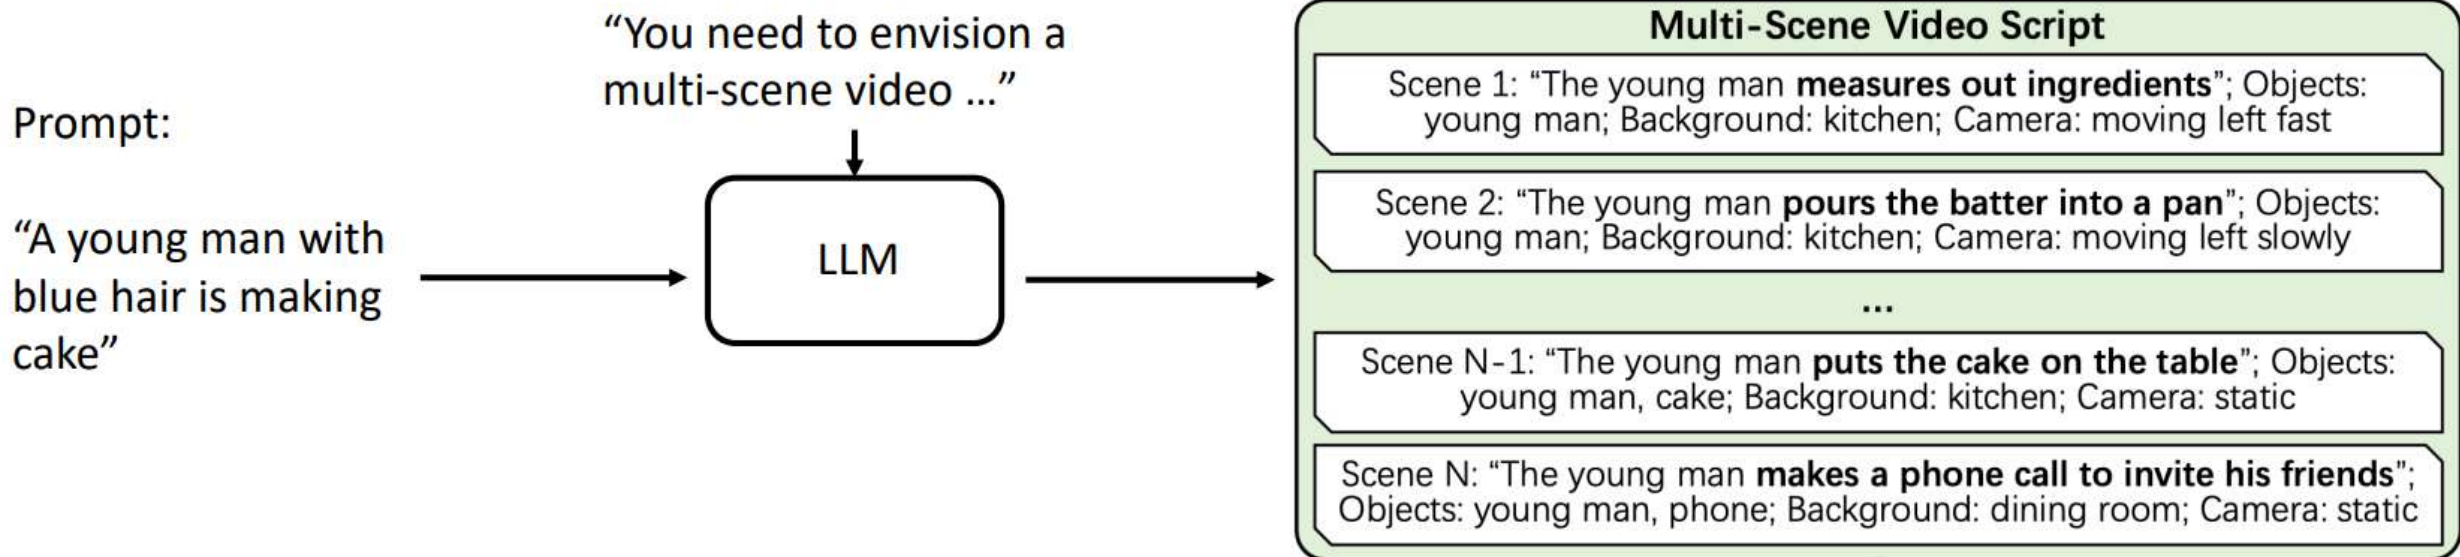 Prompt:
“A young man with
blue hair is making
cake”
“You need to envision a
multi-scene video ...”
LLM
Multi-Scene Video Script
Scene 1: “The young man measures out ingredients”; Objects:
young man; Background: kitchen; Camera: moving left fast
Scene 2: “The young man pours the batter into a pan”; Objects:
young man; Background: kitchen; Camera: moving left slowly
...
Scene N-1: “The young man puts the cake on the table”; Objects:
young man, cake; Background: kitchen; Camera: static
Scene N: “The young man makes a phone call to invite his friends”;
Objects: young man, phone; Background: dining room; Camera: static